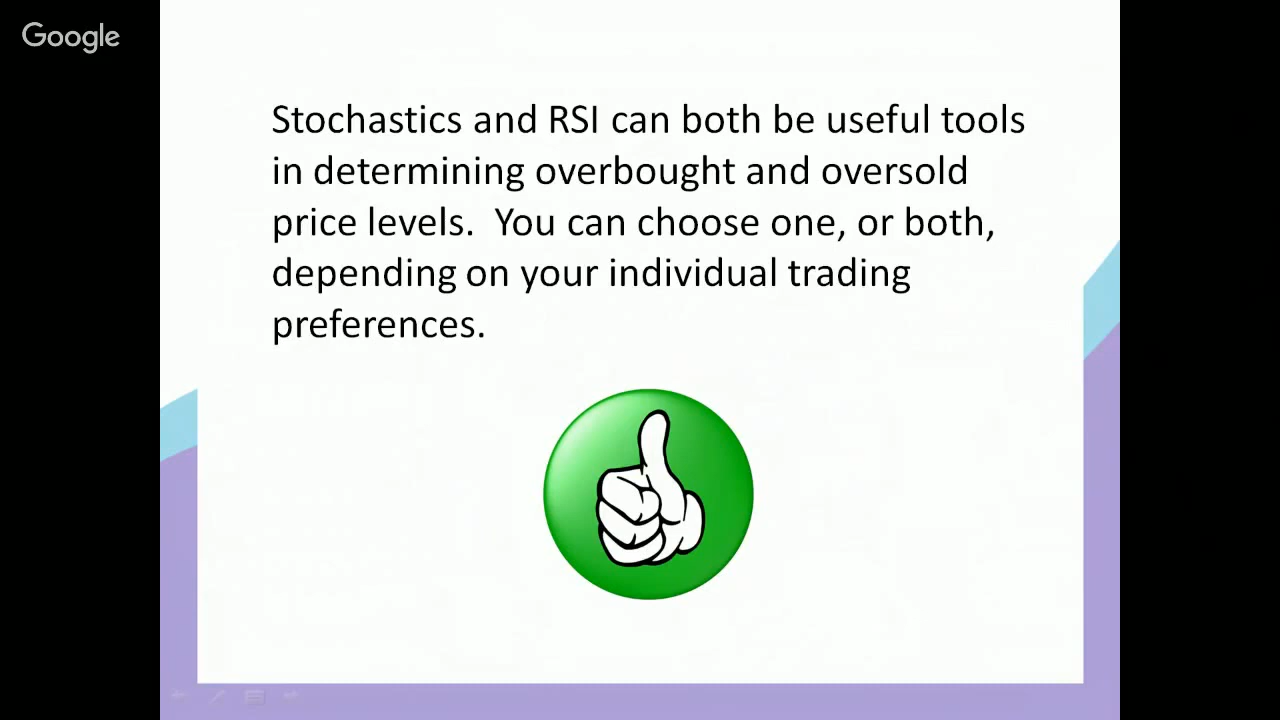 Google
Stochastics and RSI can both be useful tools
in determining overbought and oversold
price levels.  You can choose one, or both,
depending on your individual trading
preferences.